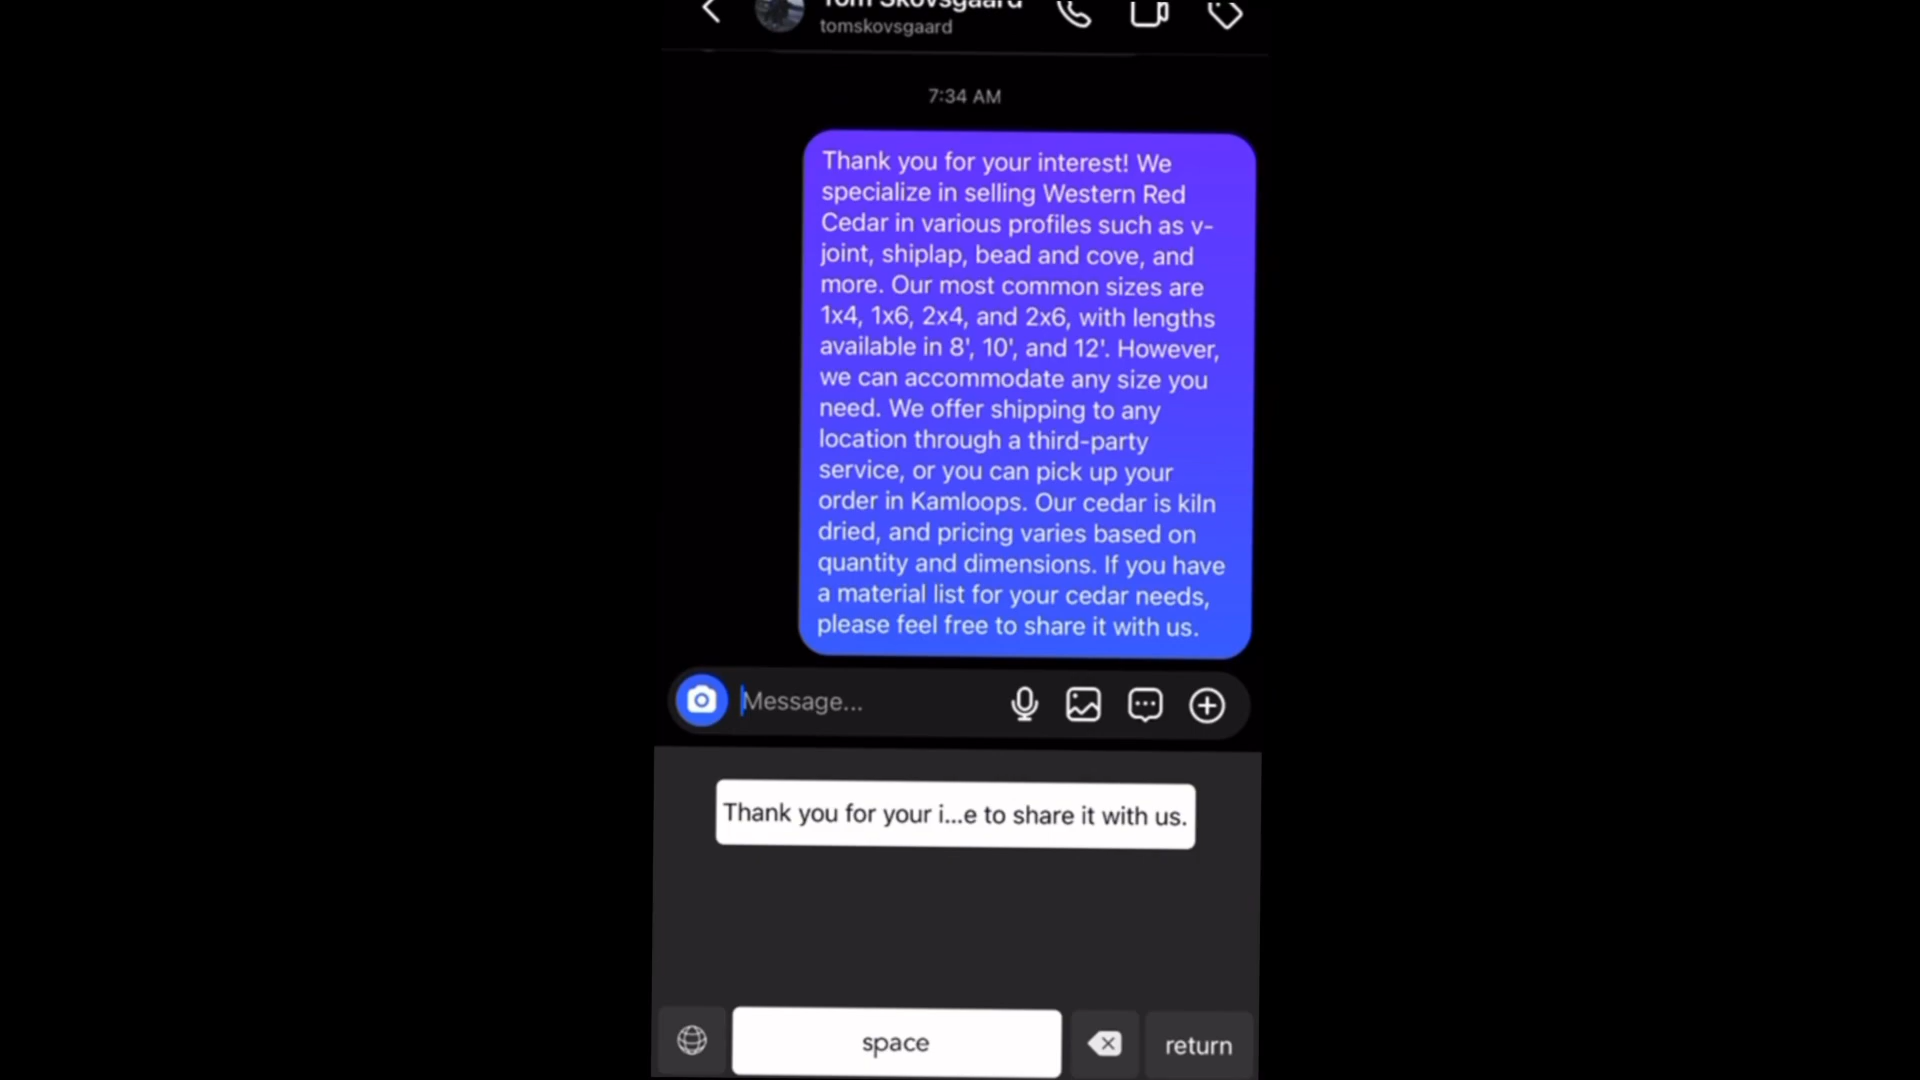 Tom Skovsgaard
tomskovsgaard
7:34 AM
Thank you for your interest! We
specialize in selling Western Red
Cedar in various profiles such as v-
joint, shiplap, bead and cove, and
more. Our most common sizes are
1x4, 1x6, 2x4, and 2x6, with lengths
available in 8', 10', and 12'. However,
we can accommodate any size you
need. We offer shipping to any
location through a third-party
service, or you can pick up your
order in Kamloops. Our cedar is kiln
dried, and pricing varies based on
quantity and dimensions. If you have
a material list for your cedar needs,
please feel free to share it with us.
Message...
Thank you for your i...e to share it with us.
space
return